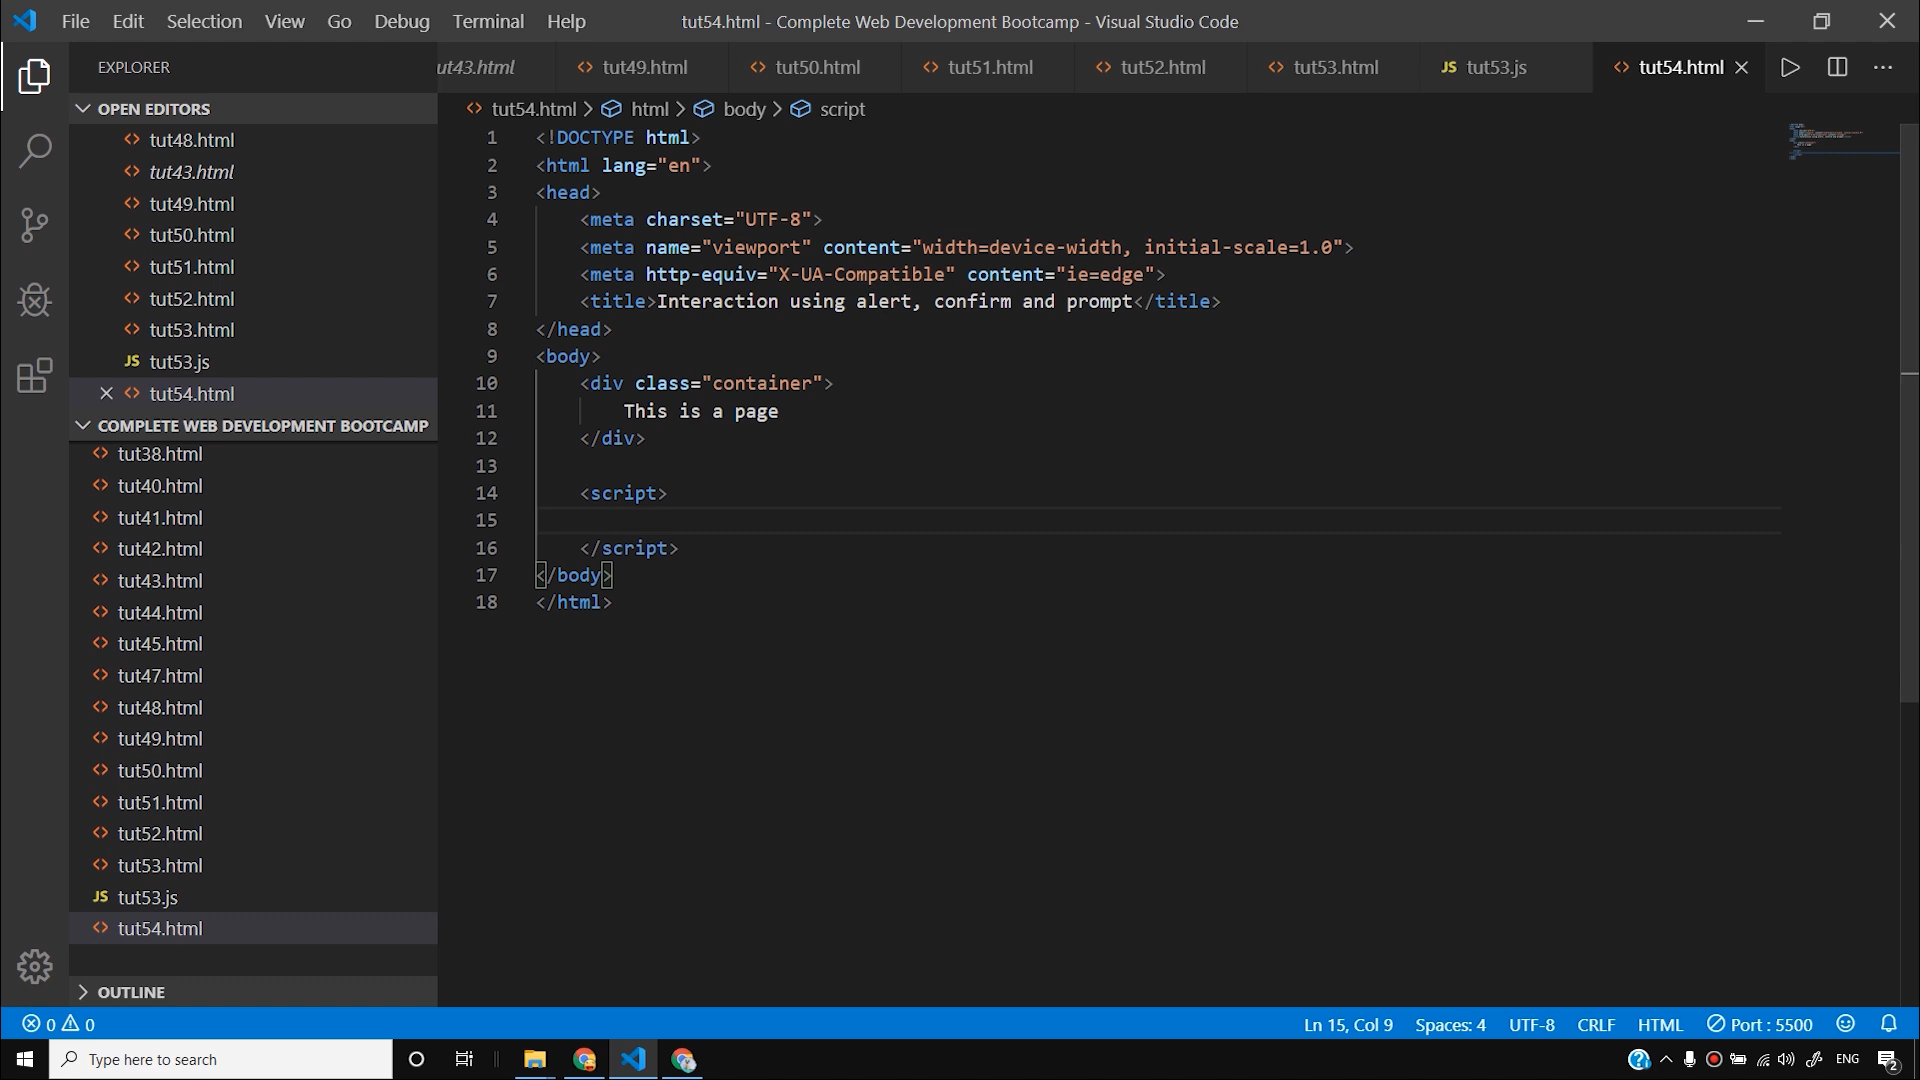 File Edit Selection View Go Debug Terminal Help
tut54.html - Complete Web Development Bootcamp - Visual Studio Code
EXPLORER
OPEN EDITORS
tut48.html
tut43.html
tut49.html
tut50.html
tut51.html
tut52.html
tut53.html
JS tut53.js
tut54.html
COMPLETE WEB DEVELOPMENT BOOTCAMP
tut38.html
tut40.html
tut41.html
tut42.html
tut43.html
tut44.html
tut45.html
tut47.html
tut48.html
tut49.html
tut50.html
tut51.html
tut52.html
tut53.html
JS tut53.js
tut54.html
OUTLINE
ut43.html tut49.html tut50.html tut51.html tut52.html tut53.html JS tut53.js tut54.html
tut54.html > html > body > script
1 <!DOCTYPE html>
2 <html lang="en">
3 <head>
4 <meta charset="UTF-8">
5 <meta name="viewport" content="width=device-width, initial-scale=1.0">
6 <meta http-equiv="X-UA-Compatible" content="ie=edge">
7 <title>Interaction using alert, confirm and prompt</title>
8 </head>
9 <body>
10 <div class="container">
11 This is a page
12 </div>
13
14 <script>
15
16 </script>
17 </body>
18 </html>
0 0
Ln 15, Col 9 Spaces: 4 UTF-8 CRLF HTML Port : 5500
Type here to search
ENG
2